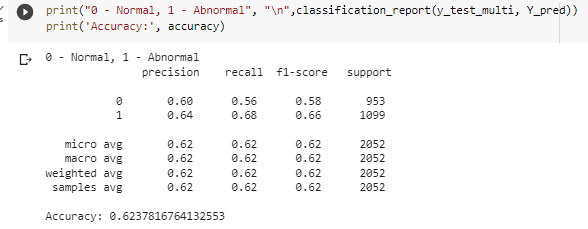 print("0 - Normal, 1 - Abnormal", "\n",classification_report(y_test_multi, Y_pred))
print('Accuracy:', accuracy)
0 - Normal, 1 - Abnormal
precision recall f1-score support
0 0.60 0.56 0.58 953
1 0.64 0.68 0.66 1099
micro avg 0.62 0.62 0.62 2052
macro avg 0.62 0.62 0.62 2052
weighted avg 0.62 0.62 0.62 2052
samples avg 0.62 0.62 0.62 2052
Accuracy: 0.6237816764132553